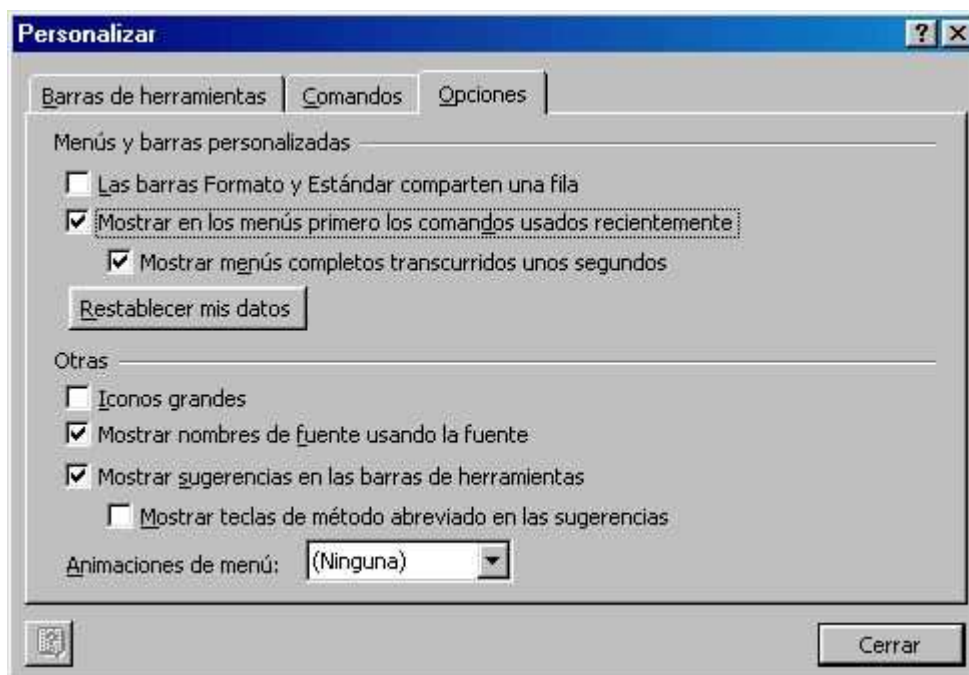 Personalizar
Barras de herramientas Comandos Opciones
Menús y barras personalizadas
Las barras Formato y Estándar comparten una fila
Mostrar en los menús primero los comandos usados recientemente
Mostrar menús completos transcurridos unos segundos
Restablecer mis datos
Otras
Iconos grandes
Mostrar nombres de fuente usando la fuente
Mostrar sugerencias en las barras de herramientas
Mostrar teclas de método abreviado en las sugerencias
Animaciones de menú: (Ninguna)
Cerrar